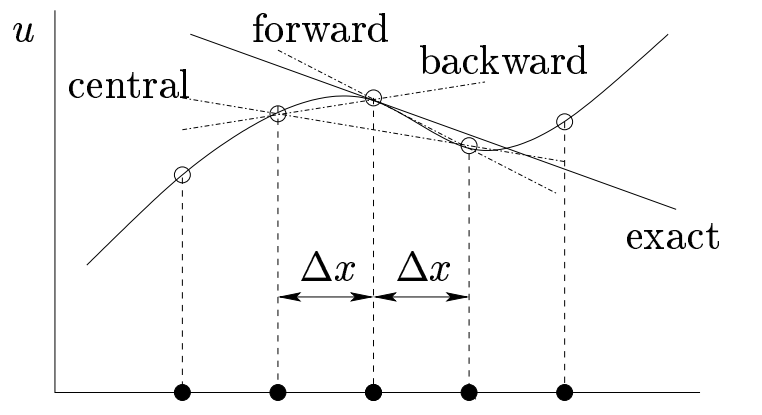 u
forward
backward
central
exact
Δx
Δx